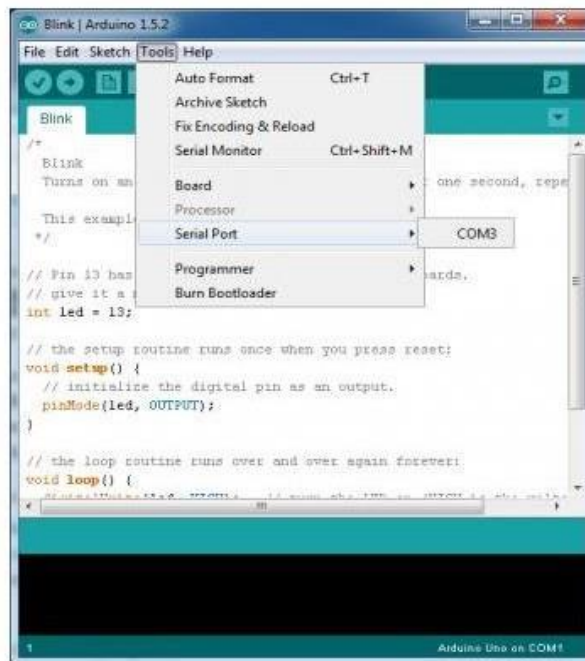 Blink | Arduino 1.5.2
File Edit Sketch Tools Help
Auto Format Ctrl+T
Archive Sketch
Fix Encoding & Reload
Serial Monitor Ctrl+Shift+M
Board
Processor
Serial Port
COM3
Programmer
Burn Bootloader
Blink
/*
Blink
Turns on an one second, repe
This exampl
*/
// Pin 13 has ards.
// give it a
int led = 13;
// the setup routine runs once when you press reset:
void setup() {
// initialize the digital pin as an output.
pinMode(led, OUTPUT);
}
// the loop routine runs over and over again forever:
void loop() {
1
Arduino Uno on COM1